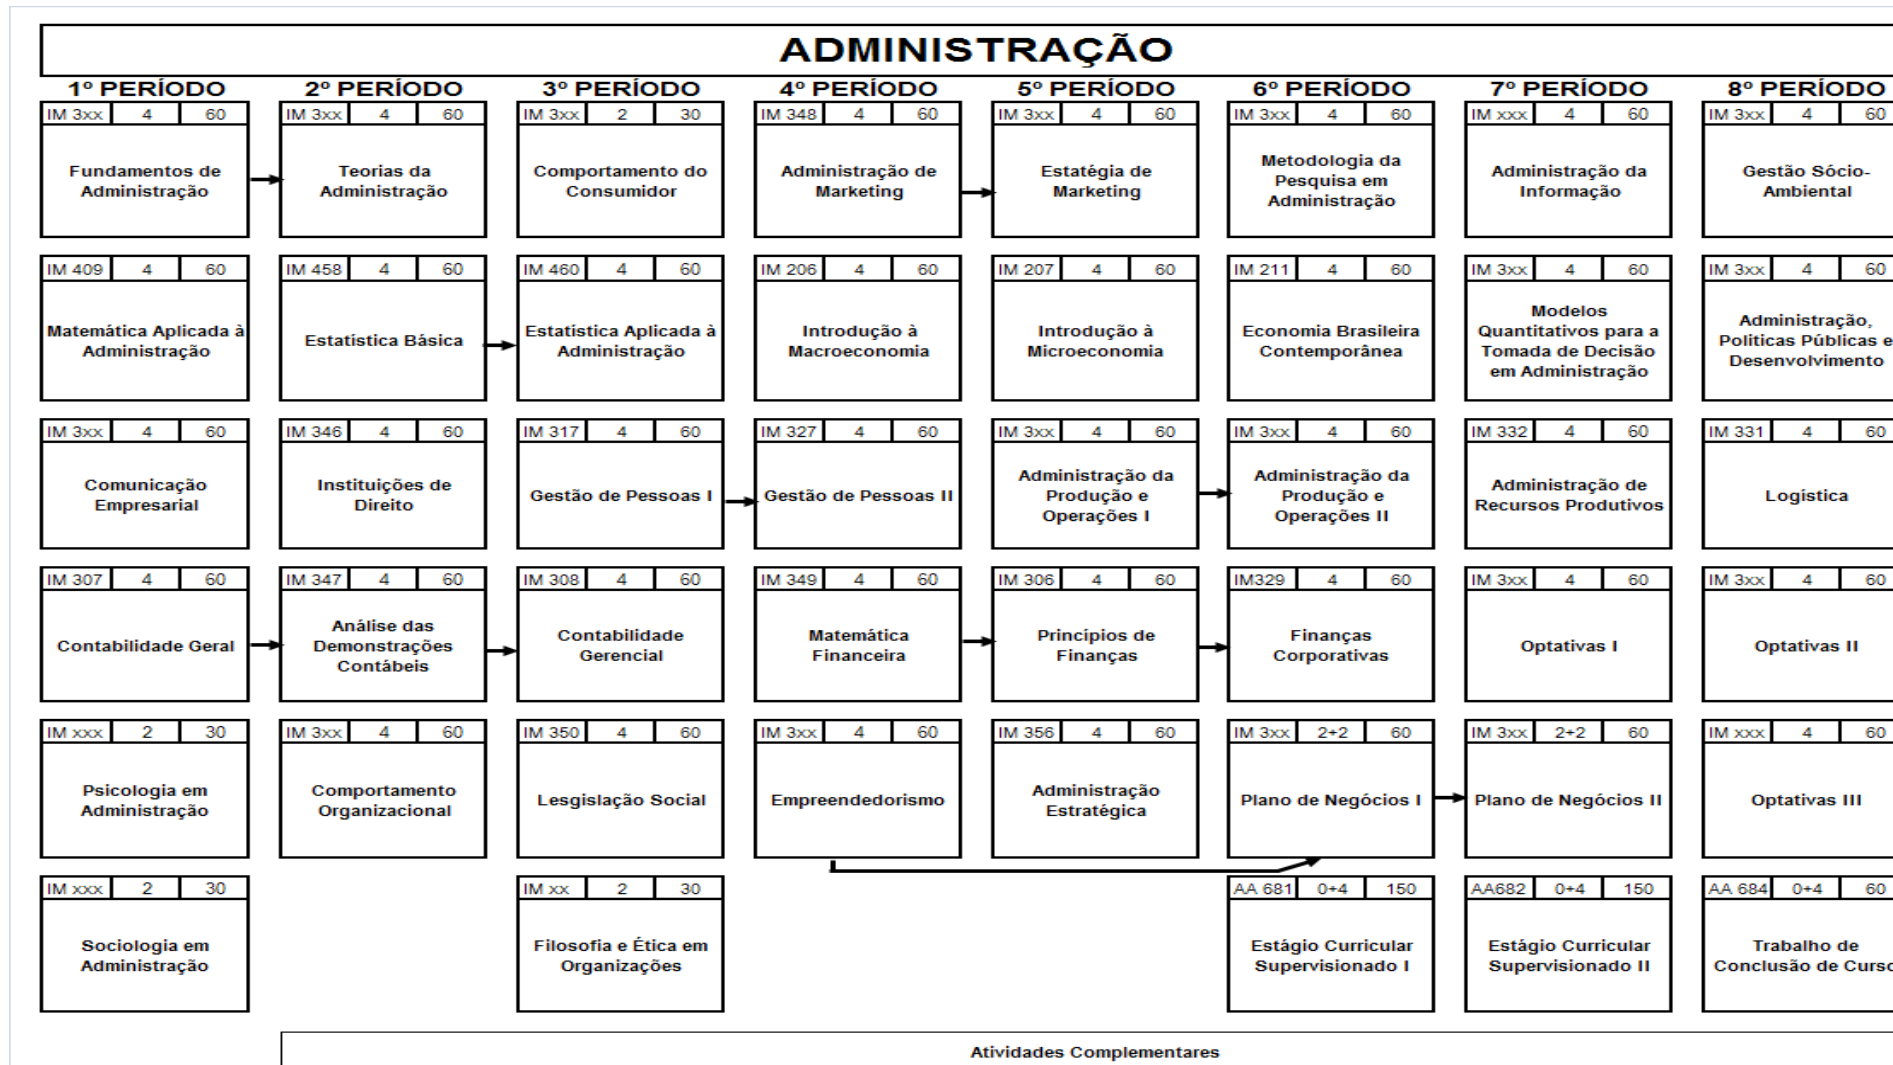 ADMINISTRAÇÃO
1º PERÍODO 2º PERÍODO 3º PERÍODO 4º PERÍODO 5º PERÍODO 6º PERÍODO 7º PERÍODO 8º PERÍODO
IM 3xx 4 60 IM 3xx 4 60 IM 3xx 2 30 IM 348 4 60 IM 3xx 4 60 IM 3xx 4 60 IM xxx 4 60 IM 3xx 4 60
Fundamentos de
Administração
Teorias da
Administração
Comportamento do
Consumidor
Administração de
Marketing
Estatégia de
Marketing
Metodologia da
Pesquisa em
Administração
Administração da
Informação
Gestão Sócio-
Ambiental
IM 409 4 60 IM 458 4 60 IM 460 4 60 IM 206 4 60 IM 207 4 60 IM 211 4 60 IM 3xx 4 60 IM 3xx 4 60
Matemática Aplicada à
Administração
Estatística Básica
Estatística Aplicada à
Administração
Introdução à
Macroeconomia
Introdução à
Microeconomia
Economia Brasileira
Contemporânea
Modelos
Quantitativos para a
Tomada de Decisão
em Administração
Administração,
Politicas Públicas e
Desenvolvimento
IM 3xx 4 60 IM 346 4 60 IM 317 4 60 IM 327 4 60 IM 3xx 4 60 IM 3xx 4 60 IM 332 4 60 IM 331 4 60
Comunicação
Empresarial
Instituições de
Direito
Gestão de Pessoas I
Gestão de Pessoas II
Administração da
Produção e
Operações I
Administração da
Produção e
Operações II
Administração de
Recursos Produtivos
Logística
IM 307 4 60 IM 347 4 60 IM 308 4 60 IM 349 4 60 IM 306 4 60 IM329 4 60 IM 3xx 4 60 IM 3xx 4 60
Contabilidade Geral
Análise das
Demonstrações
Contábeis
Contabilidade
Gerencial
Matemática
Financeira
Princípios de
Finanças
Finanças
Corporativas
Optativas I
Optativas II
IM xxx 2 30 IM 3xx 4 60 IM 350 4 60 IM 3xx 4 60 IM 356 4 60 IM 3xx 2+2 60 IM 3xx 2+2 60 IM xxx 4 60
Psicologia em
Administração
Comportamento
Organizacional
Lesgislação Social
Empreendedorismo
Administração
Estratégica
Plano de Negócios I
Plano de Negócios II
Optativas III
IM xxx 2 30 IM xx 2 30 AA 681 0+4 150 AA682 0+4 150 AA 684 0+4 60
Sociologia em
Administração
Filosofia e Ética em
Organizações
Estágio Curricular
Supervisionado I
Estágio Curricular
Supervisionado II
Trabalho de
Conclusão de Curso
Atividades Complementares